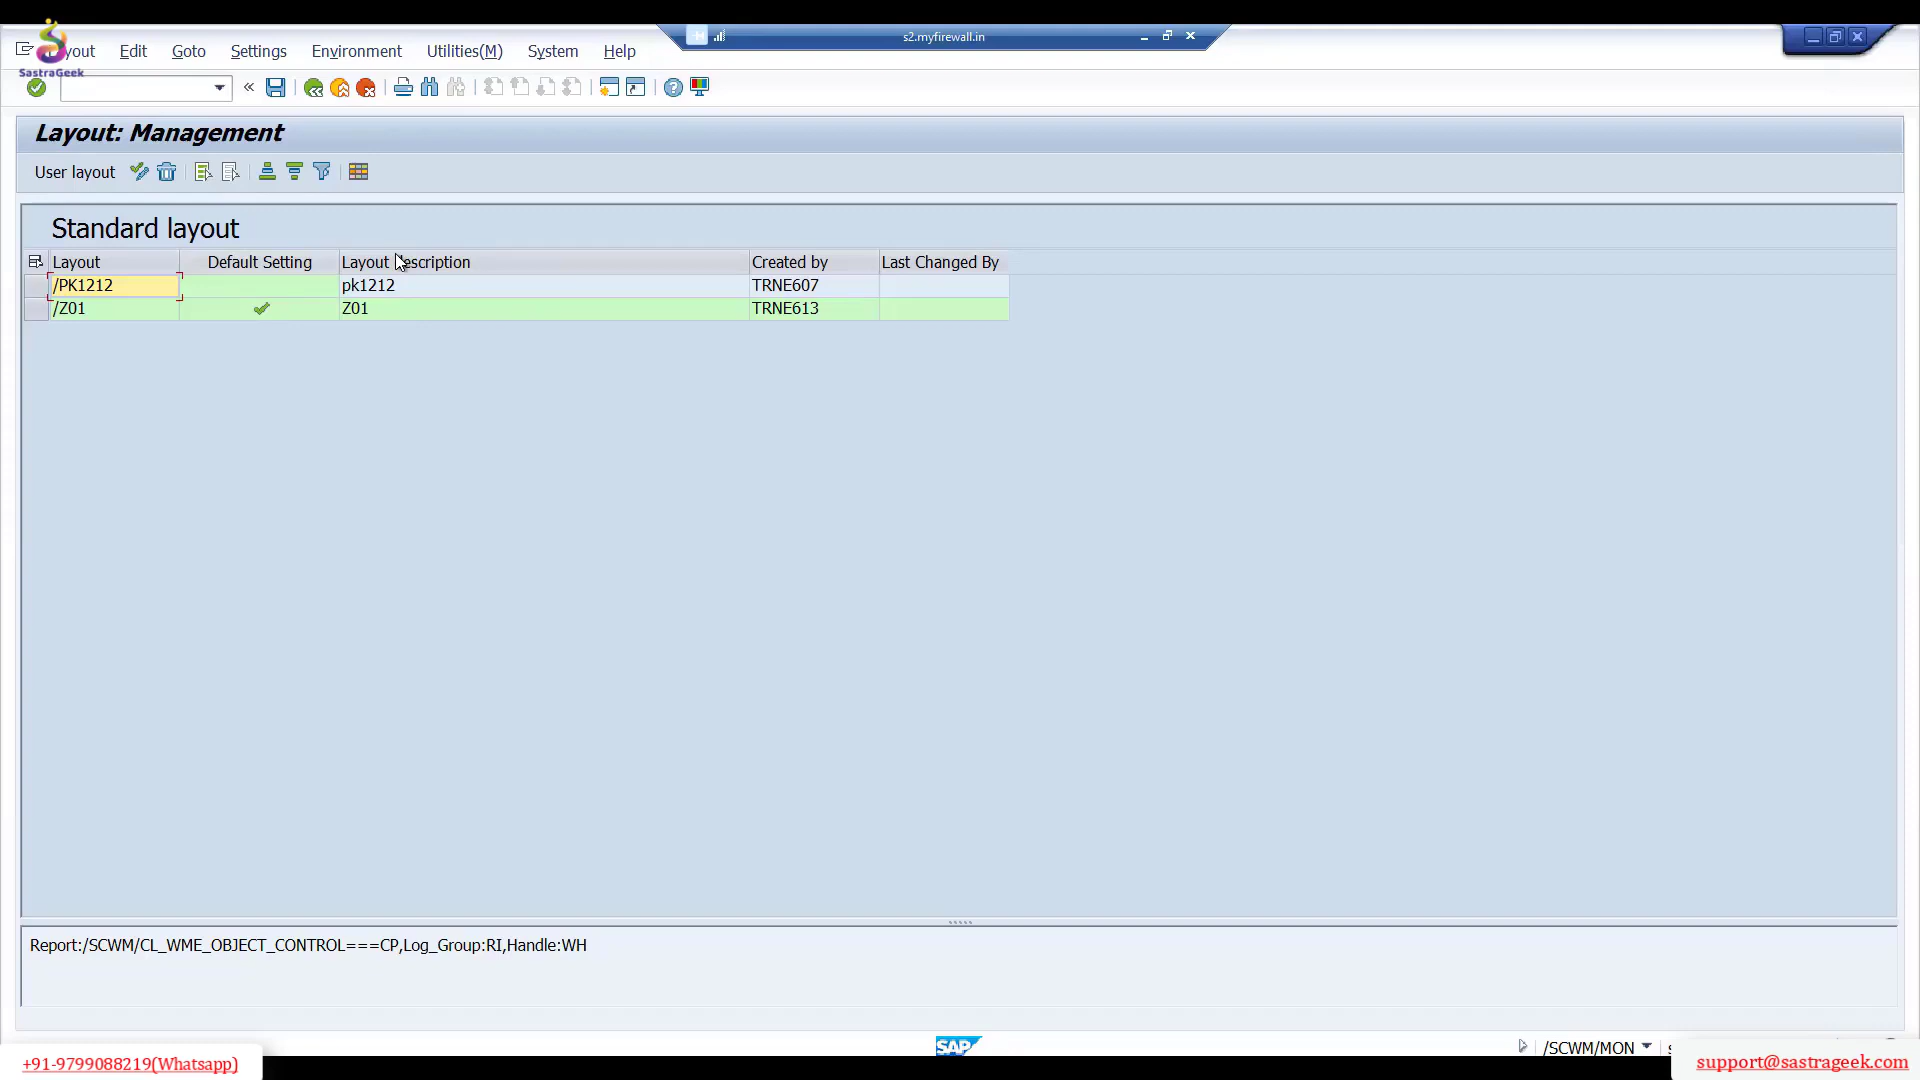 s2.myfirewall.in
yout Edit Goto Settings Environment Utilities(M) System Help
SastraGeek
Layout: Management
User layout
Standard layout
Layout Default Setting Layout Description Created by Last Changed By
/PK1212 pk1212 TRNE607
/Z01 Z01 TRNE613
Report:/SCWM/CL_WME_OBJECT_CONTROL===CP,Log_Group:RI,Handle:WH
SAP
/SCWM/MON
+91-9799088219(Whatsapp)
support@sastrageek.com